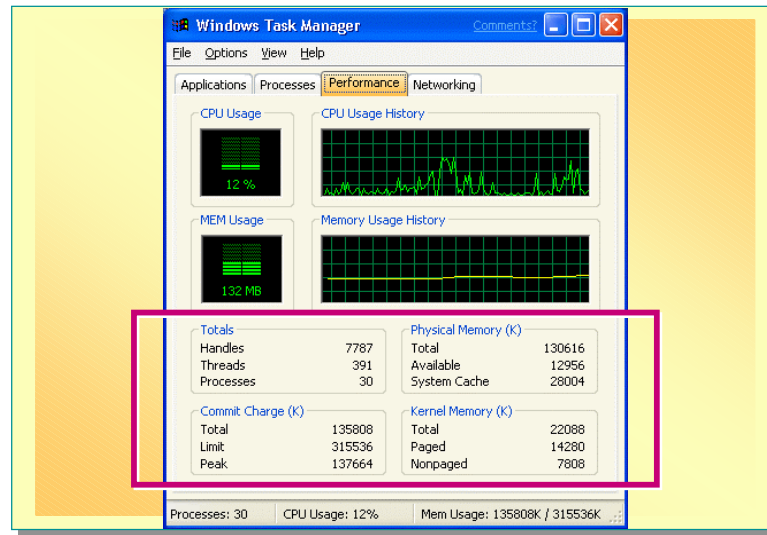 Windows Task Manager
Comments?
File Options View Help
Applications Processes Performance Networking
CPU Usage
12 %
CPU Usage History
MEM Usage
132 MB
Memory Usage History
Totals
Handles 7787
Threads 391
Processes 30
Physical Memory (K)
Total 130616
Available 12956
System Cache 28004
Commit Charge (K)
Total 135808
Limit 315536
Peak 137664
Kernel Memory (K)
Total 22088
Paged 14280
Nonpaged 7808
Processes: 30 CPU Usage: 12% Mem Usage: 135808K / 315536K